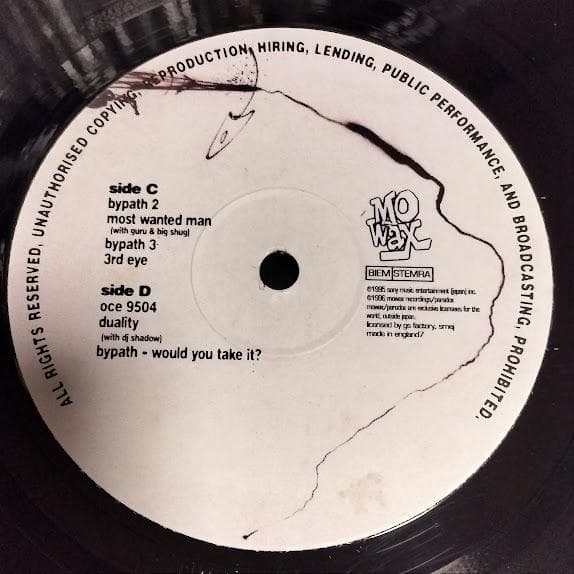 ALL RIGHTS RESERVED, UNAUTHORISED COPYING, REPRODUCTION, HIRING, LENDING, PUBLIC PERFORMANCE, AND BROADCASTING, PROHIBITED.
side C
bypath 2
most wanted man
(with guru & big shug)
bypath 3
3rd eye
side D
oce 9504
duality
(with dj shadow)
bypath - would you take it?
MO
WAX
BIEM STEMRA
©1995 sony music entertainment (japan) inc.
©1996 mowax recordings/paradox
mowax/paradox are exclusive licensees for the
world, outside japan.
licensed by gs factory, smej
made in england